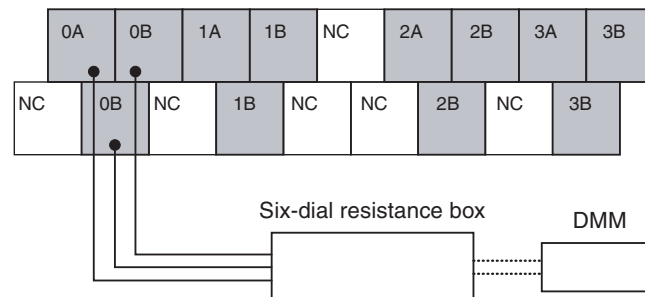 0A 0B 1A 1B NC 2A 2B 3A 3B
NC 0B NC 1B NC NC 2B NC 3B
Six-dial resistance box
DMM